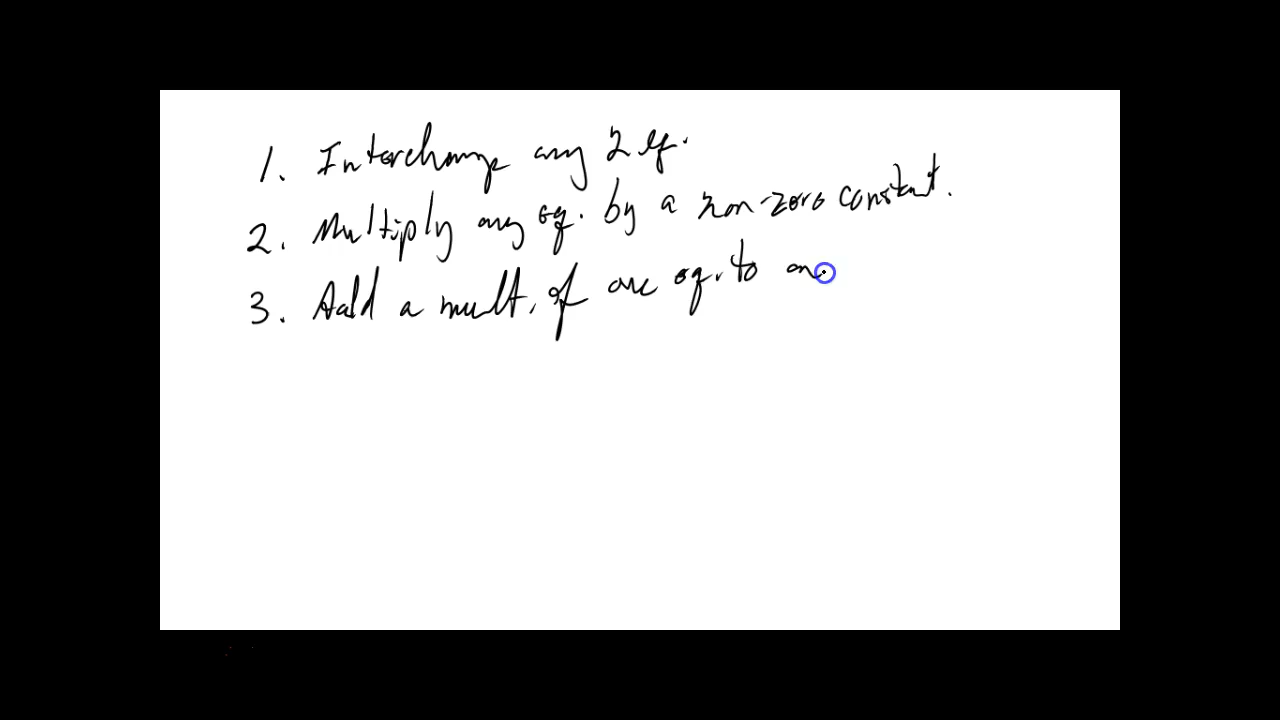 1. Interchange any 2 eq.
2. Multiply any eq. by a non-zero constant.
3. Add a mult. of one eq. to an